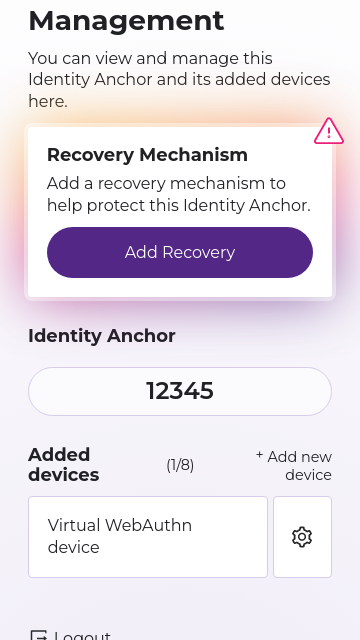 Management
You can view and manage this
Identity Anchor and its added devices
here.
Recovery Mechanism
Add a recovery mechanism to
help protect this Identity Anchor.
Add Recovery
Identity Anchor
12345
Added
devices
(1/8)
+ Add new
device
Virtual WebAuthn
device
Logout